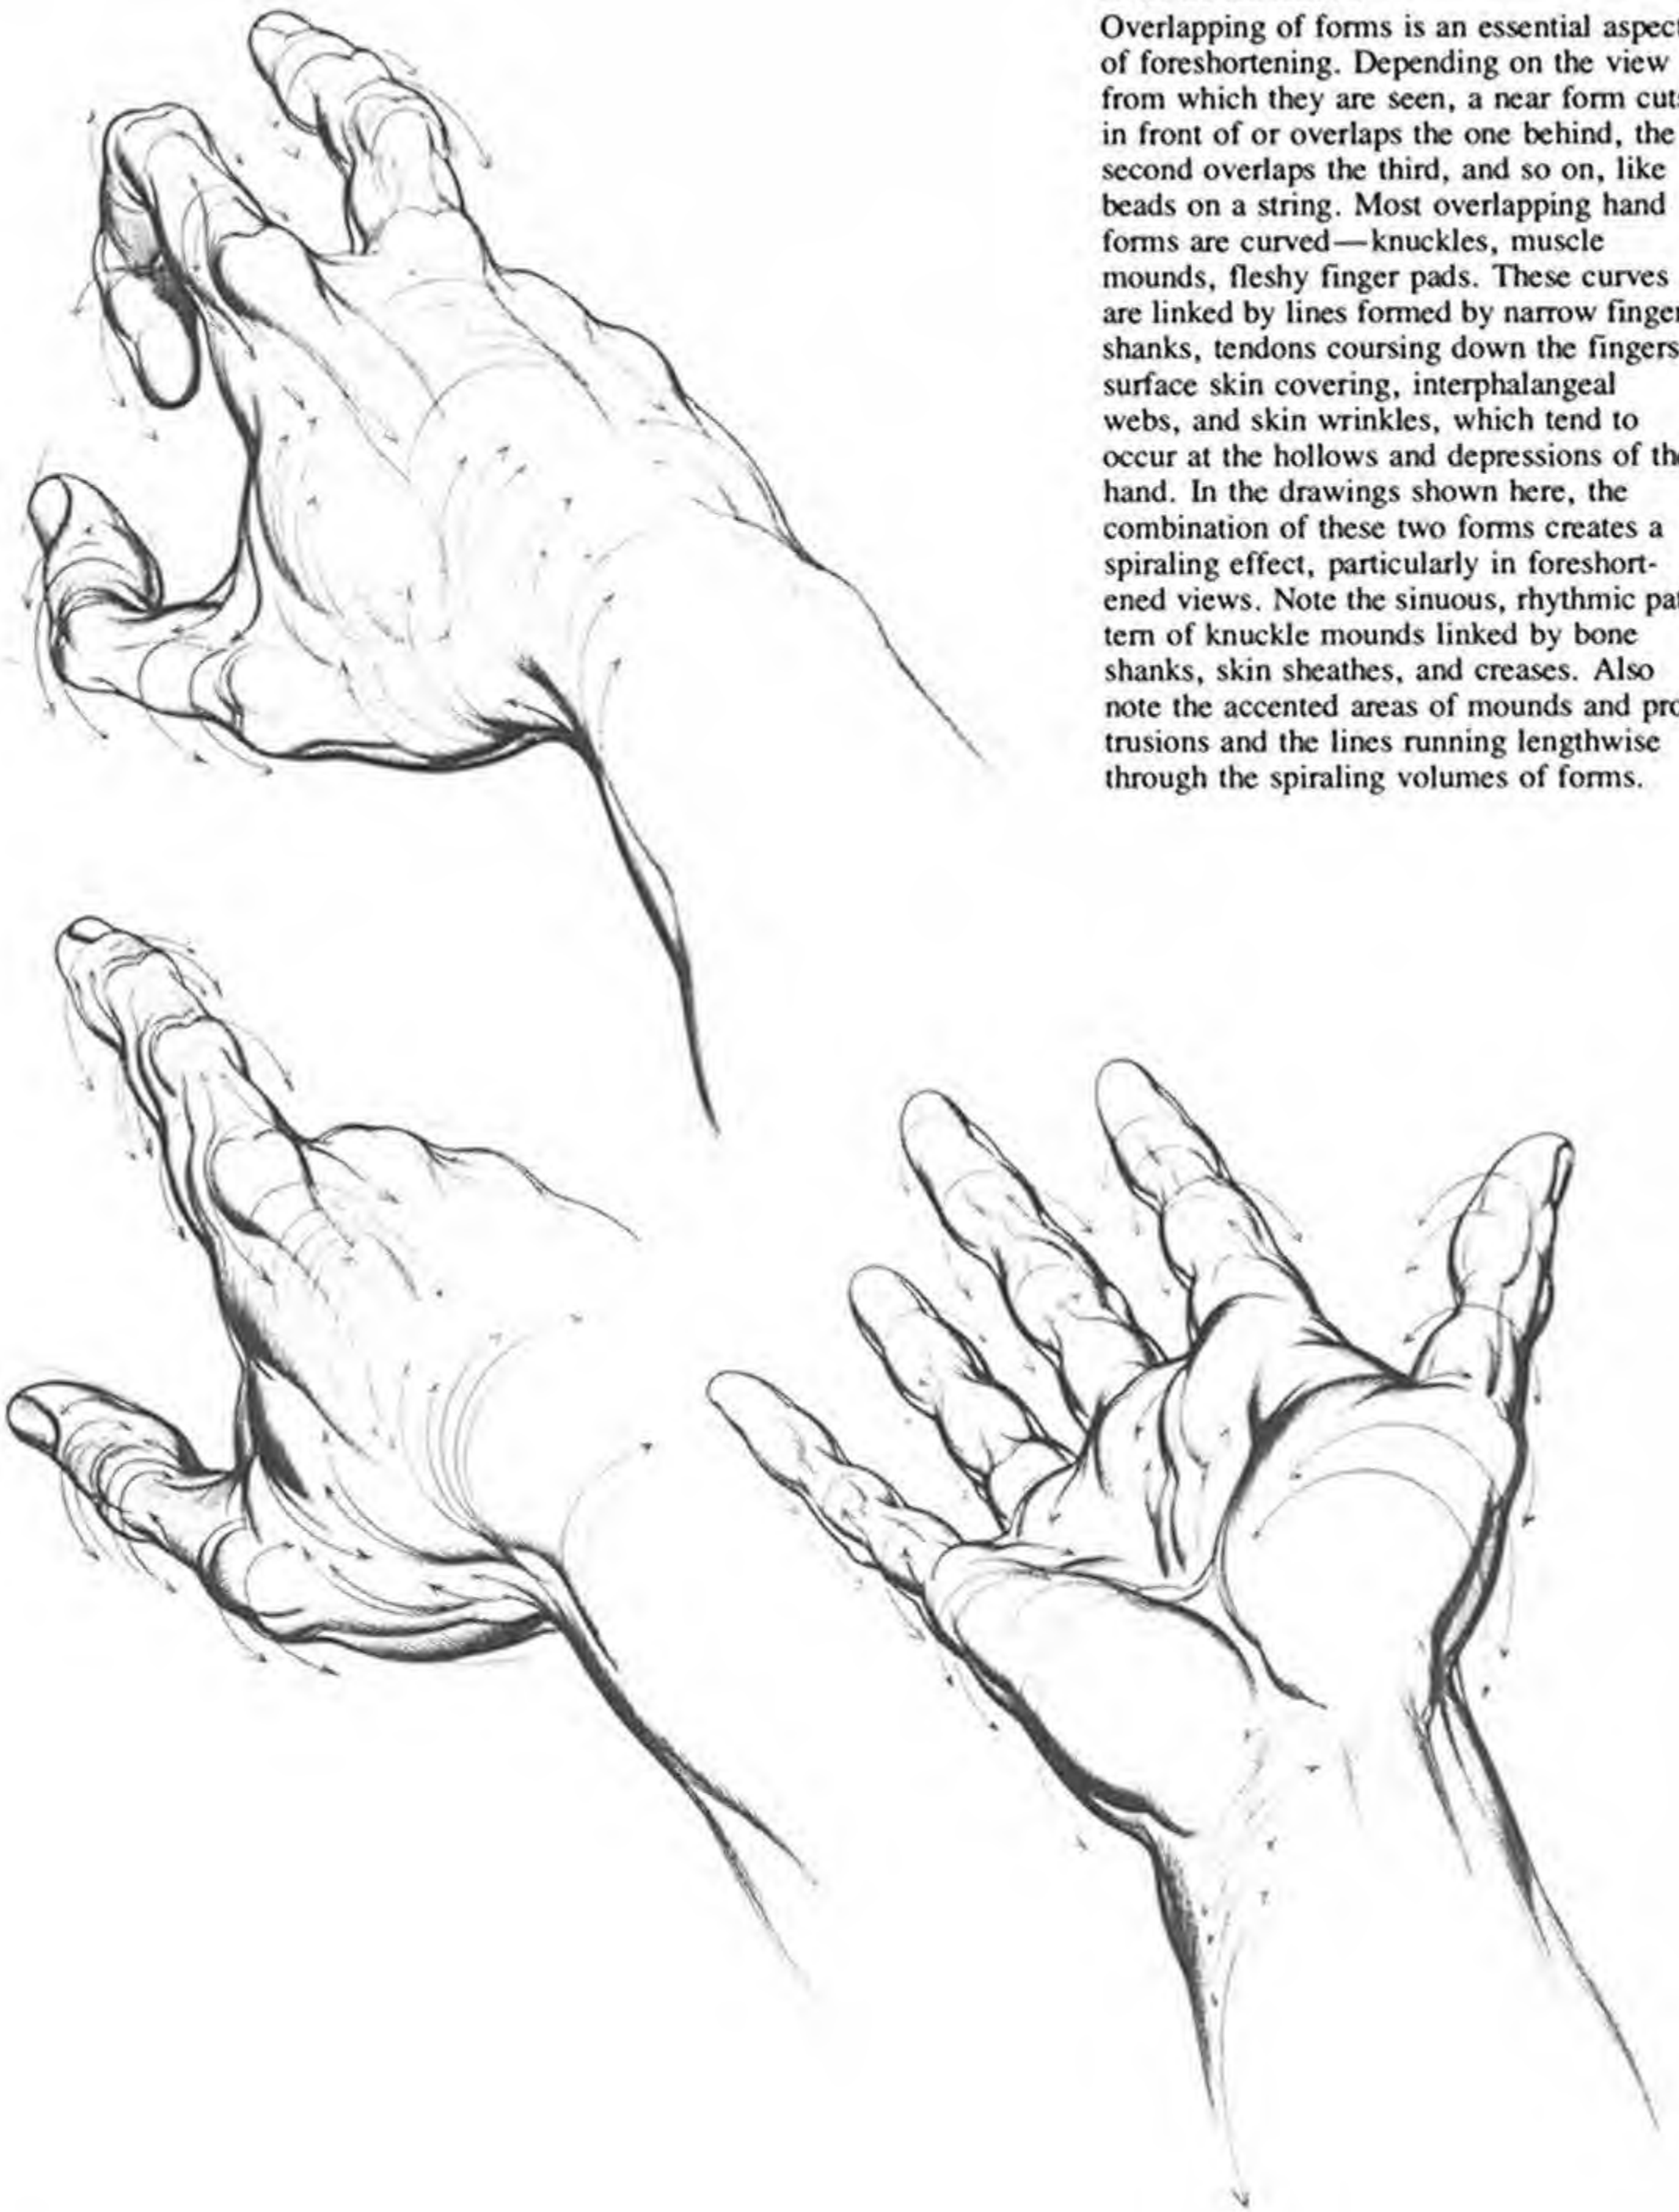 Overlapping of forms is an essential aspect
of foreshortening. Depending on the view
from which they are seen, a near form cuts
in front of or overlaps the one behind, the
second overlaps the third, and so on, like
beads on a string. Most overlapping hand
forms are curved—knuckles, muscle
mounds, fleshy finger pads. These curves
are linked by lines formed by narrow finger
shanks, tendons coursing down the fingers
surface skin covering, interphalangeal
webs, and skin wrinkles, which tend to
occur at the hollows and depressions of the
hand. In the drawings shown here, the
combination of these two forms creates a
spiraling effect, particularly in foreshort-
ened views. Note the sinuous, rhythmic pat
tern of knuckle mounds linked by bone
shanks, skin sheathes, and creases. Also
note the accented areas of mounds and pro
trusions and the lines running lengthwise
through the spiraling volumes of forms.